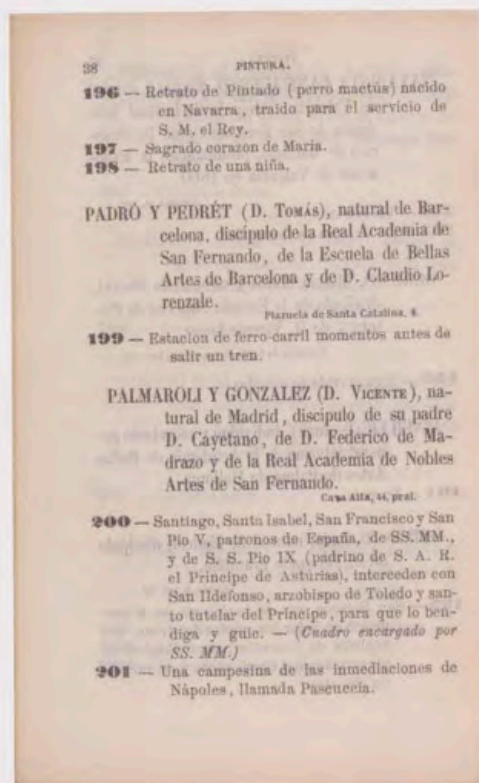 38 PINTURA.
196 — Retrato de Pintado (perro mactús) nacido
en Navarra, traido para el servicio de
S. M. el Rey.
197 — Sagrado corazon de Maria.
198 — Retrato de una niña.
PADRÓ Y PEDRÉT (D. Tomás), natural de Bar-
celona, discipulo de la Real Academia de
San Fernando, de la Escuela de Bellas
Artes de Barcelona y de D. Claudio Lo-
renzale.
Plazuela de Santa Catalina, 4.
199 — Estacion de ferro-carril momentos antes de
salir un tren.
PALMAROLI Y GONZALEZ (D. Vicente), na-
tural de Madrid, discipulo de su padre
D. Cayetano, de D. Federico de Ma-
drazo y de la Real Academia de Nobles
Artes de San Fernando.
Cava Alta, 44, pral.
200 — Santiago, Santa Isabel, San Francisco y San
Pio V, patronos de España, de SS. MM.,
y de S. S. Pio IX (padrino de S. A. R.
el Principe de Asturias), interceden con
San Ildefonso, arzobispo de Toledo y san-
to tutelar del Príncipe, para que lo ben-
diga y guie. — (Cuadro encargado por
SS. MM.)
201 — Una campesina de las inmediaciones de
Nápoles, llamada Pascuccia.